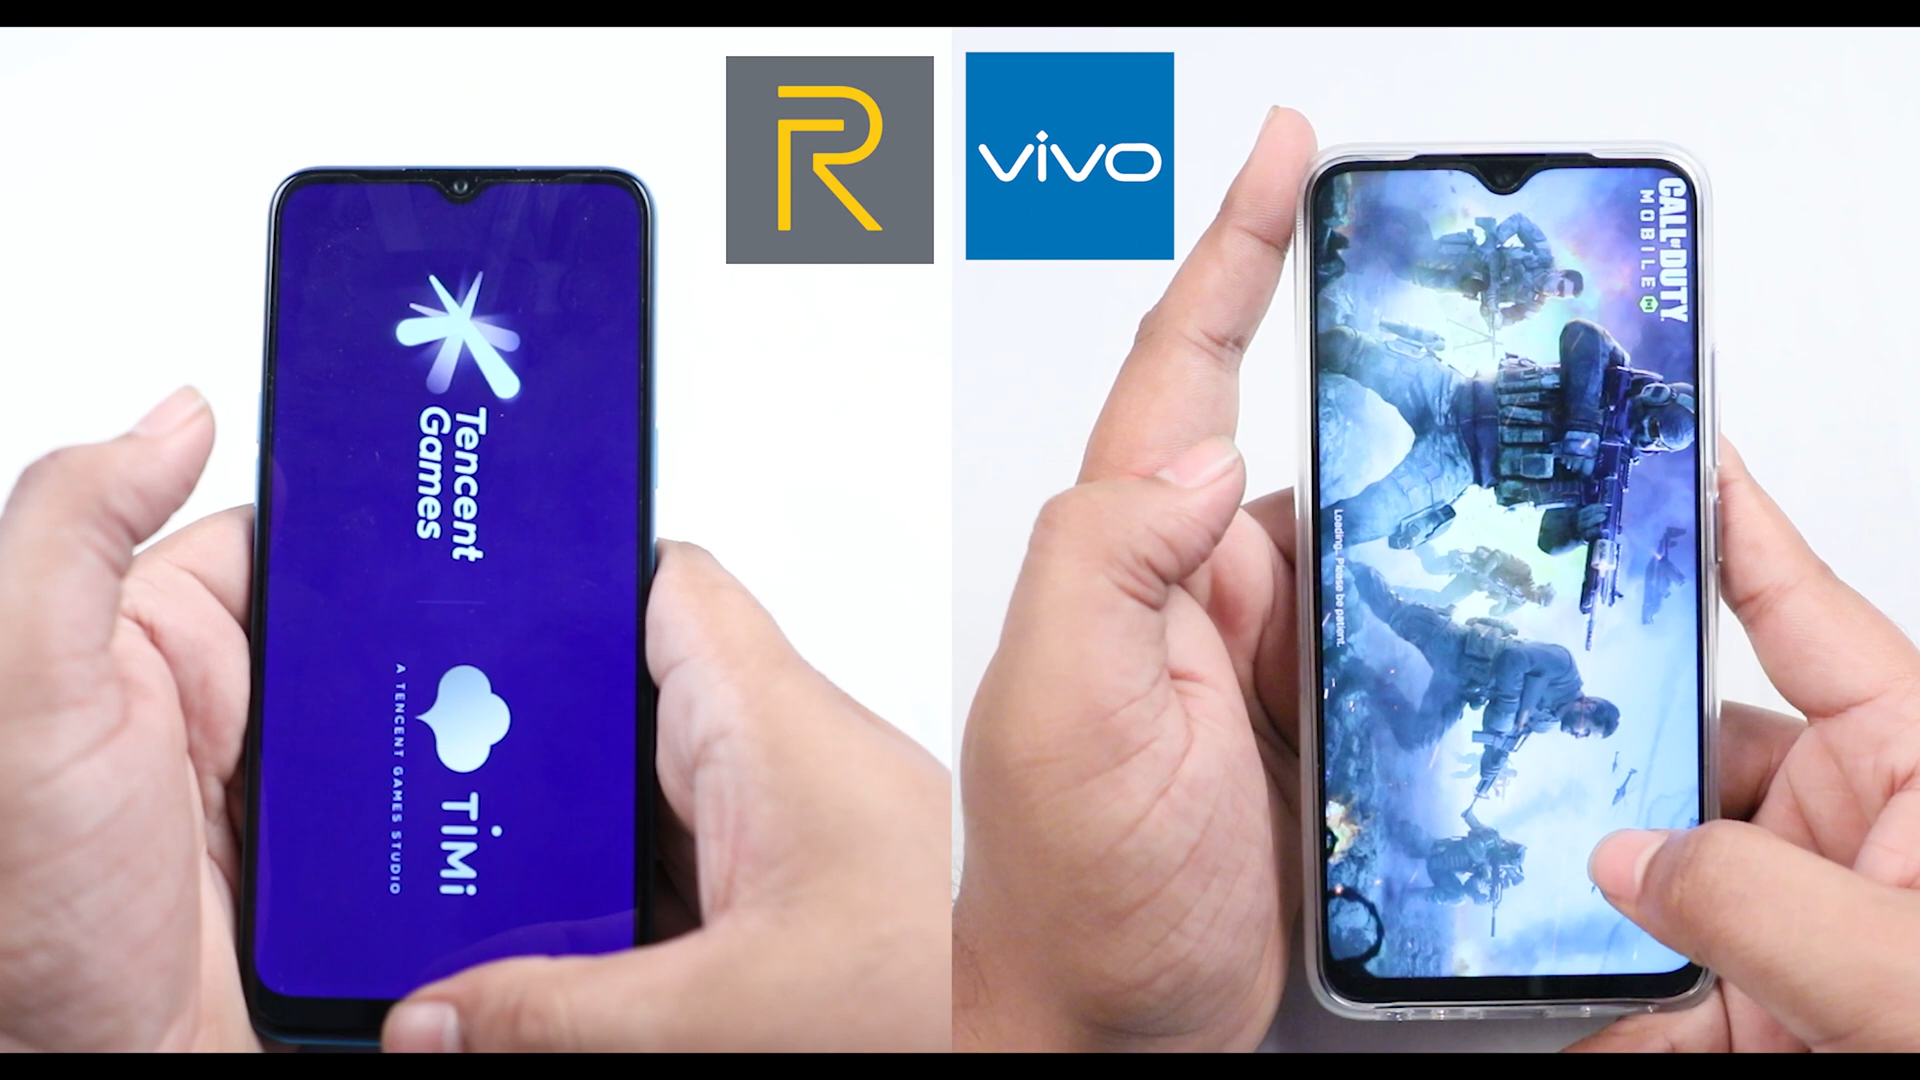 R
vivo
Tencent
Games
TiMi
A TENCENT GAMES STUDIO
CALL OF DUTY
MOBILE
Loading.. Please be patient.